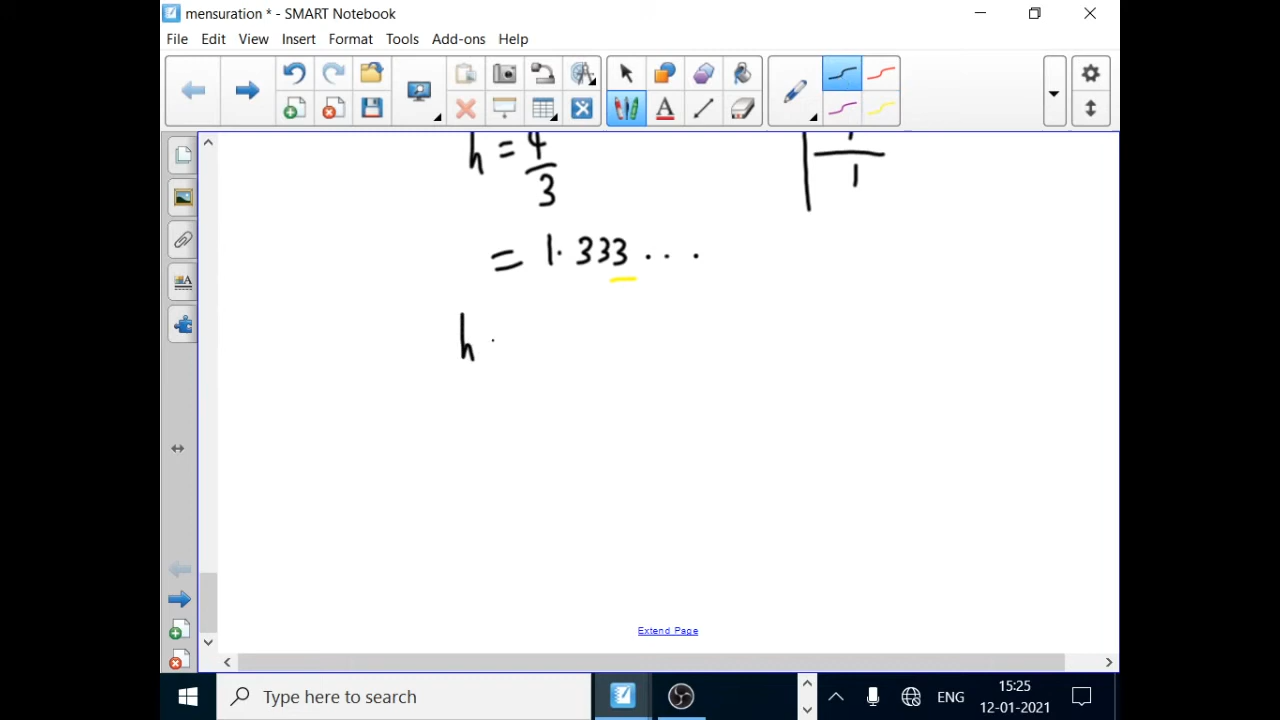 mensuration * - SMART Notebook
File Edit View Insert Format Tools Add-ons Help
h = 4/3
1
= 1.333 ...
h
Extend Page
Type here to search
ENG
15:25
12-01-2021